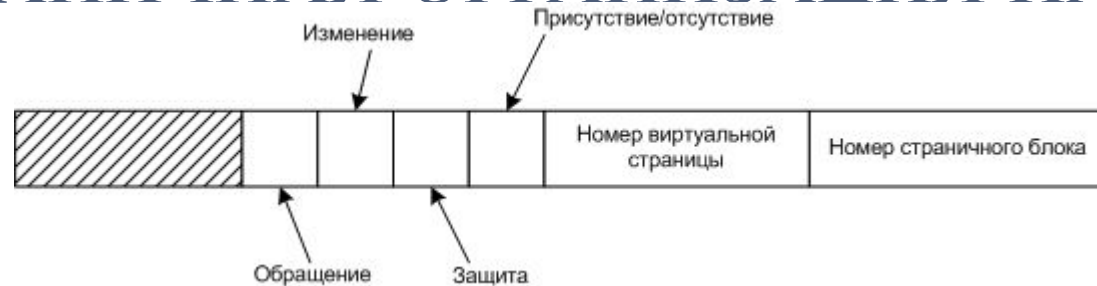 Присутствие/отсутствие
Изменение
Номер виртуальной
страницы
Номер страничного блока
Обращение
Защита